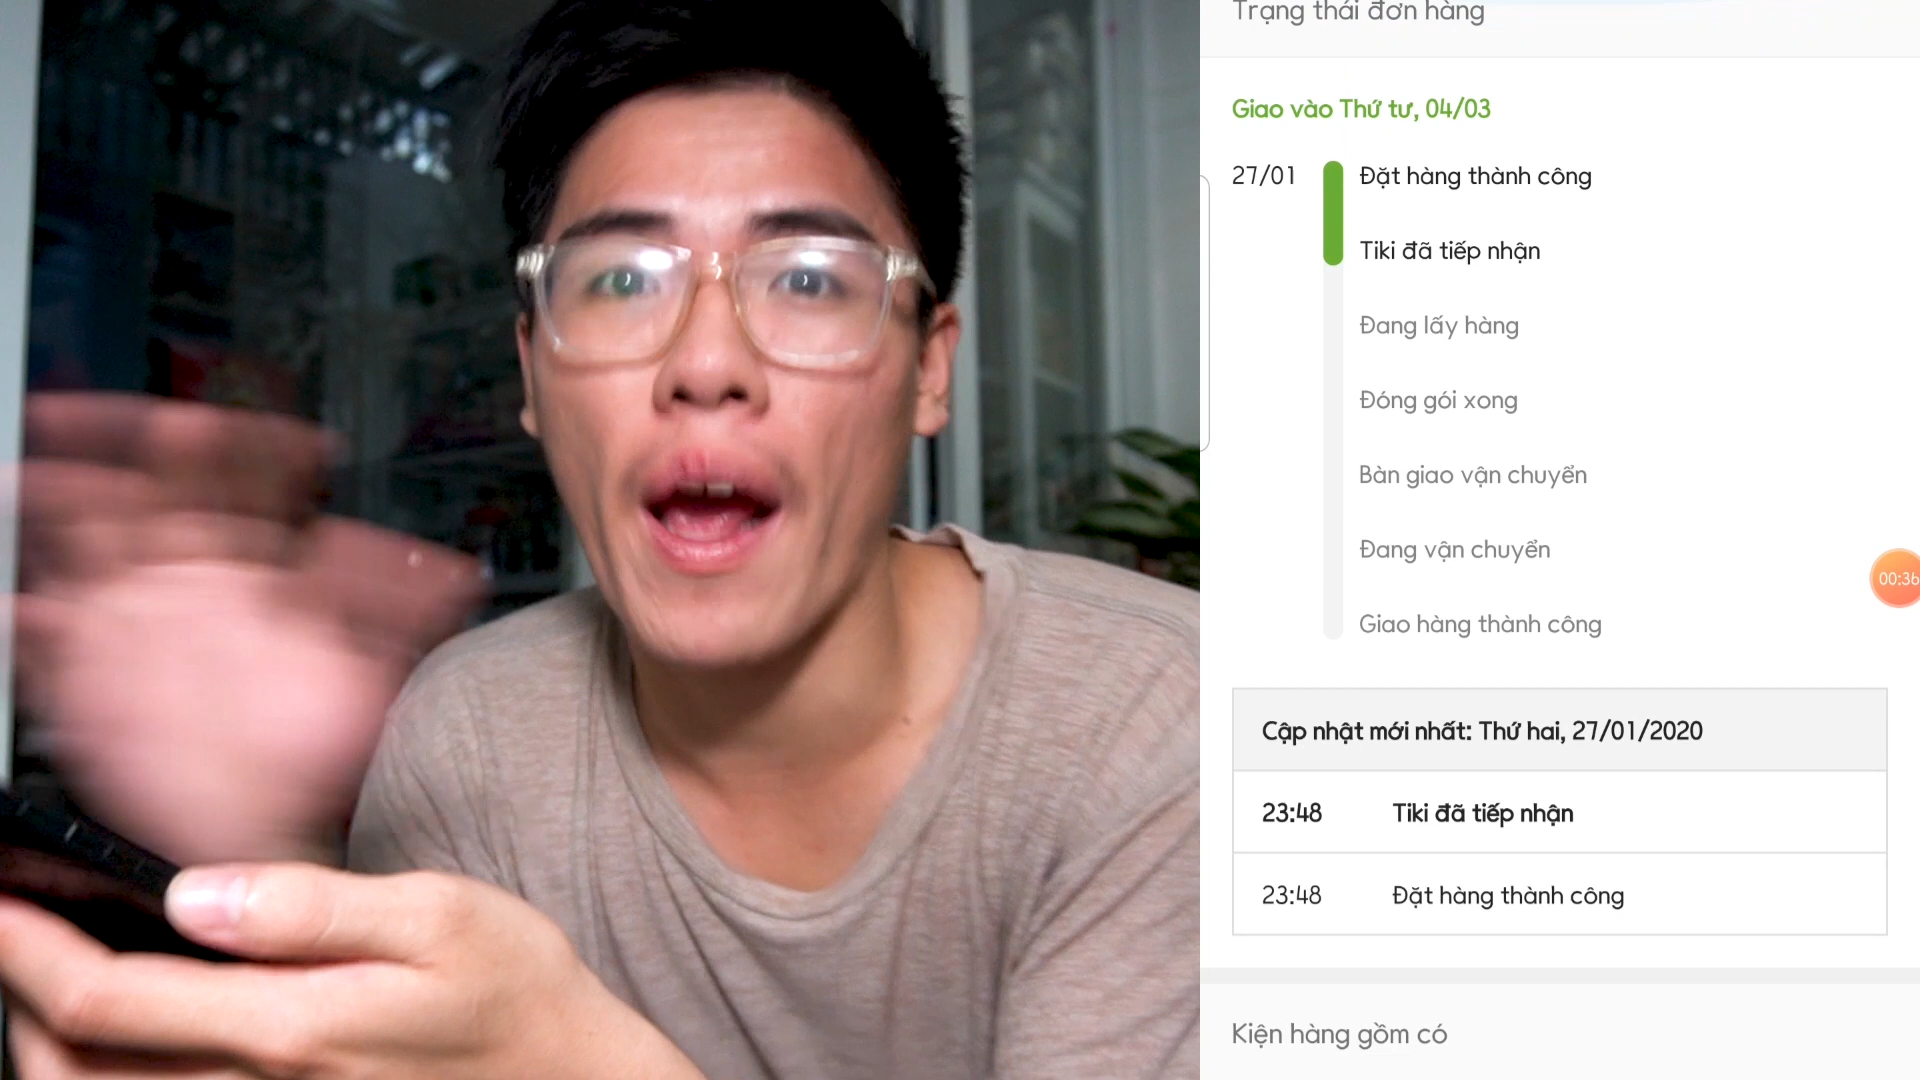 Trạng thái đơn hàng
Giao vào Thứ tư, 04/03
27/01
Đặt hàng thành công
Tiki đã tiếp nhận
Đang lấy hàng
Đóng gói xong
Bàn giao vận chuyển
Đang vận chuyển
00:36
Giao hàng thành công
Cập nhật mới nhất: Thứ hai, 27/01/2020
23:48 Tiki đã tiếp nhận
23:48 Đặt hàng thành công
Kiện hàng gồm có